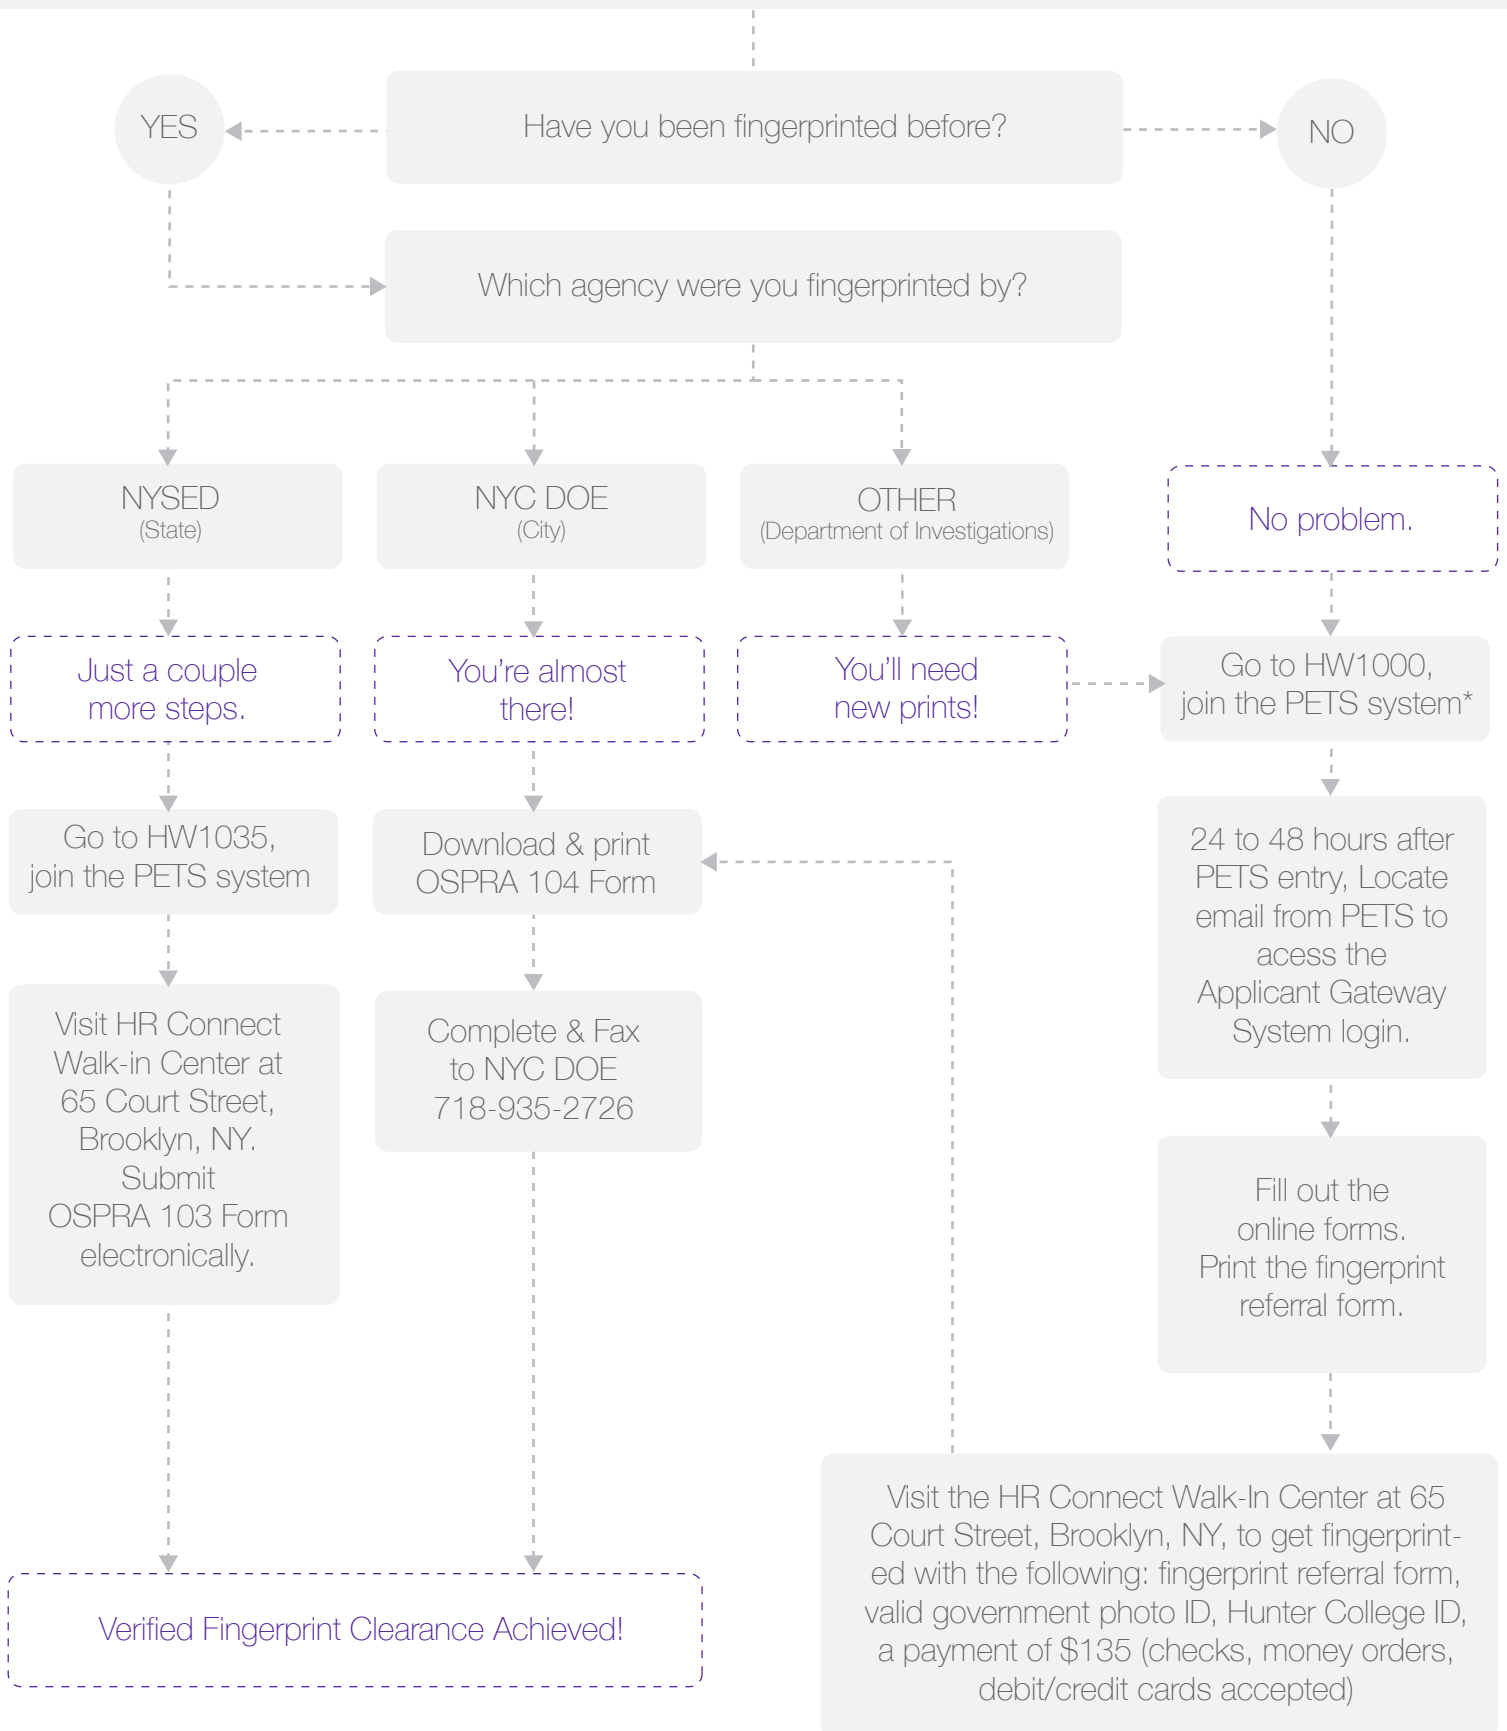 Have you been fingerprinted before?
YES
NO
Which agency were you fingerprinted by?
NYSED
(State)
NYC DOE
(City)
OTHER
(Department of Investigations)
No problem.
Just a couple
more steps.
You're almost
there!
You'll need
new prints!
Go to HW1000,
join the PETS system*
Go to HW1035,
join the PETS system
Download & print
OSPRA 104 Form
24 to 48 hours after
PETS entry, Locate
email from PETS to
acess the
Applicant Gateway
System login.
Visit HR Connect
Walk-in Center at
65 Court Street,
Brooklyn, NY.
Submit
OSPRA 103 Form
electronically.
Complete & Fax
to NYC DOE
718-935-2726
Fill out the
online forms.
Print the fingerprint
referral form.
Visit the HR Connect Walk-In Center at 65
Court Street, Brooklyn, NY, to get fingerprint-
ed with the following: fingerprint referral form,
valid government photo ID, Hunter College ID,
a payment of $135 (checks, money orders,
debit/credit cards accepted)
Verified Fingerprint Clearance Achieved!